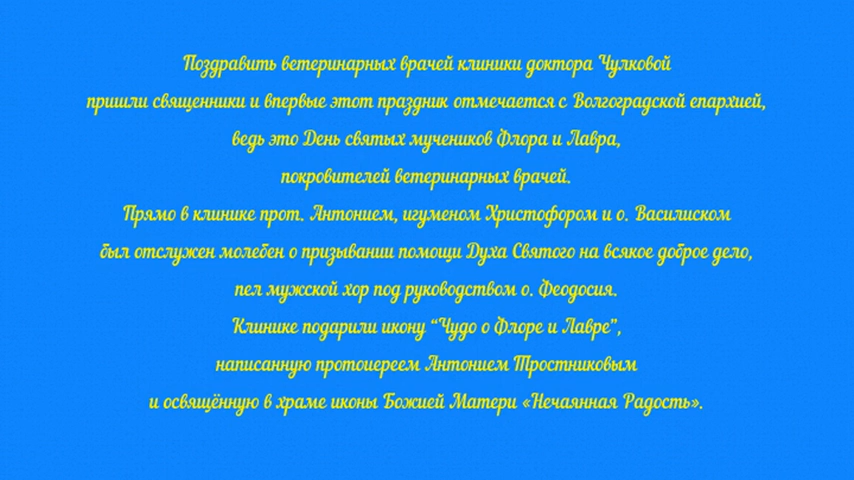 Поздравить ветеринарных врачей клиники доктора Чулковой
пришли священники и впервые этот праздник отмечается с Волгоградской епархией,
ведь это День святых мучеников Флора и Лавра,
покровителей ветеринарных врачей.
Прямо в клинике прот. Антонием, игуменом Христофором и о. Василиском
был отслужен молебен о призывании помощи Духа Святого на всякое доброе дело,
пел мужской хор под руководством о. Феодосия.
Клинике подарили икону “Чудо о Флоре и Лавре”,
написанную протоиереем Антонием Тростниковым
и освящённую в храме иконы Божией Матери «Нечаянная Радость».